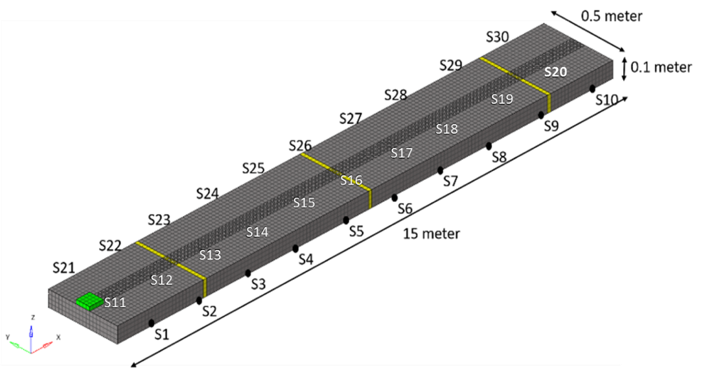 0.5 meter
0.1 meter
15 meter
S30
S29
S28
S27
S26
S25
S24
S23
S22
S21
S20
S19
S18
S17
S16
S15
S14
S13
S12
S11
S10
S9
S8
S7
S6
S5
S4
S3
S2
S1
Z
Y
X